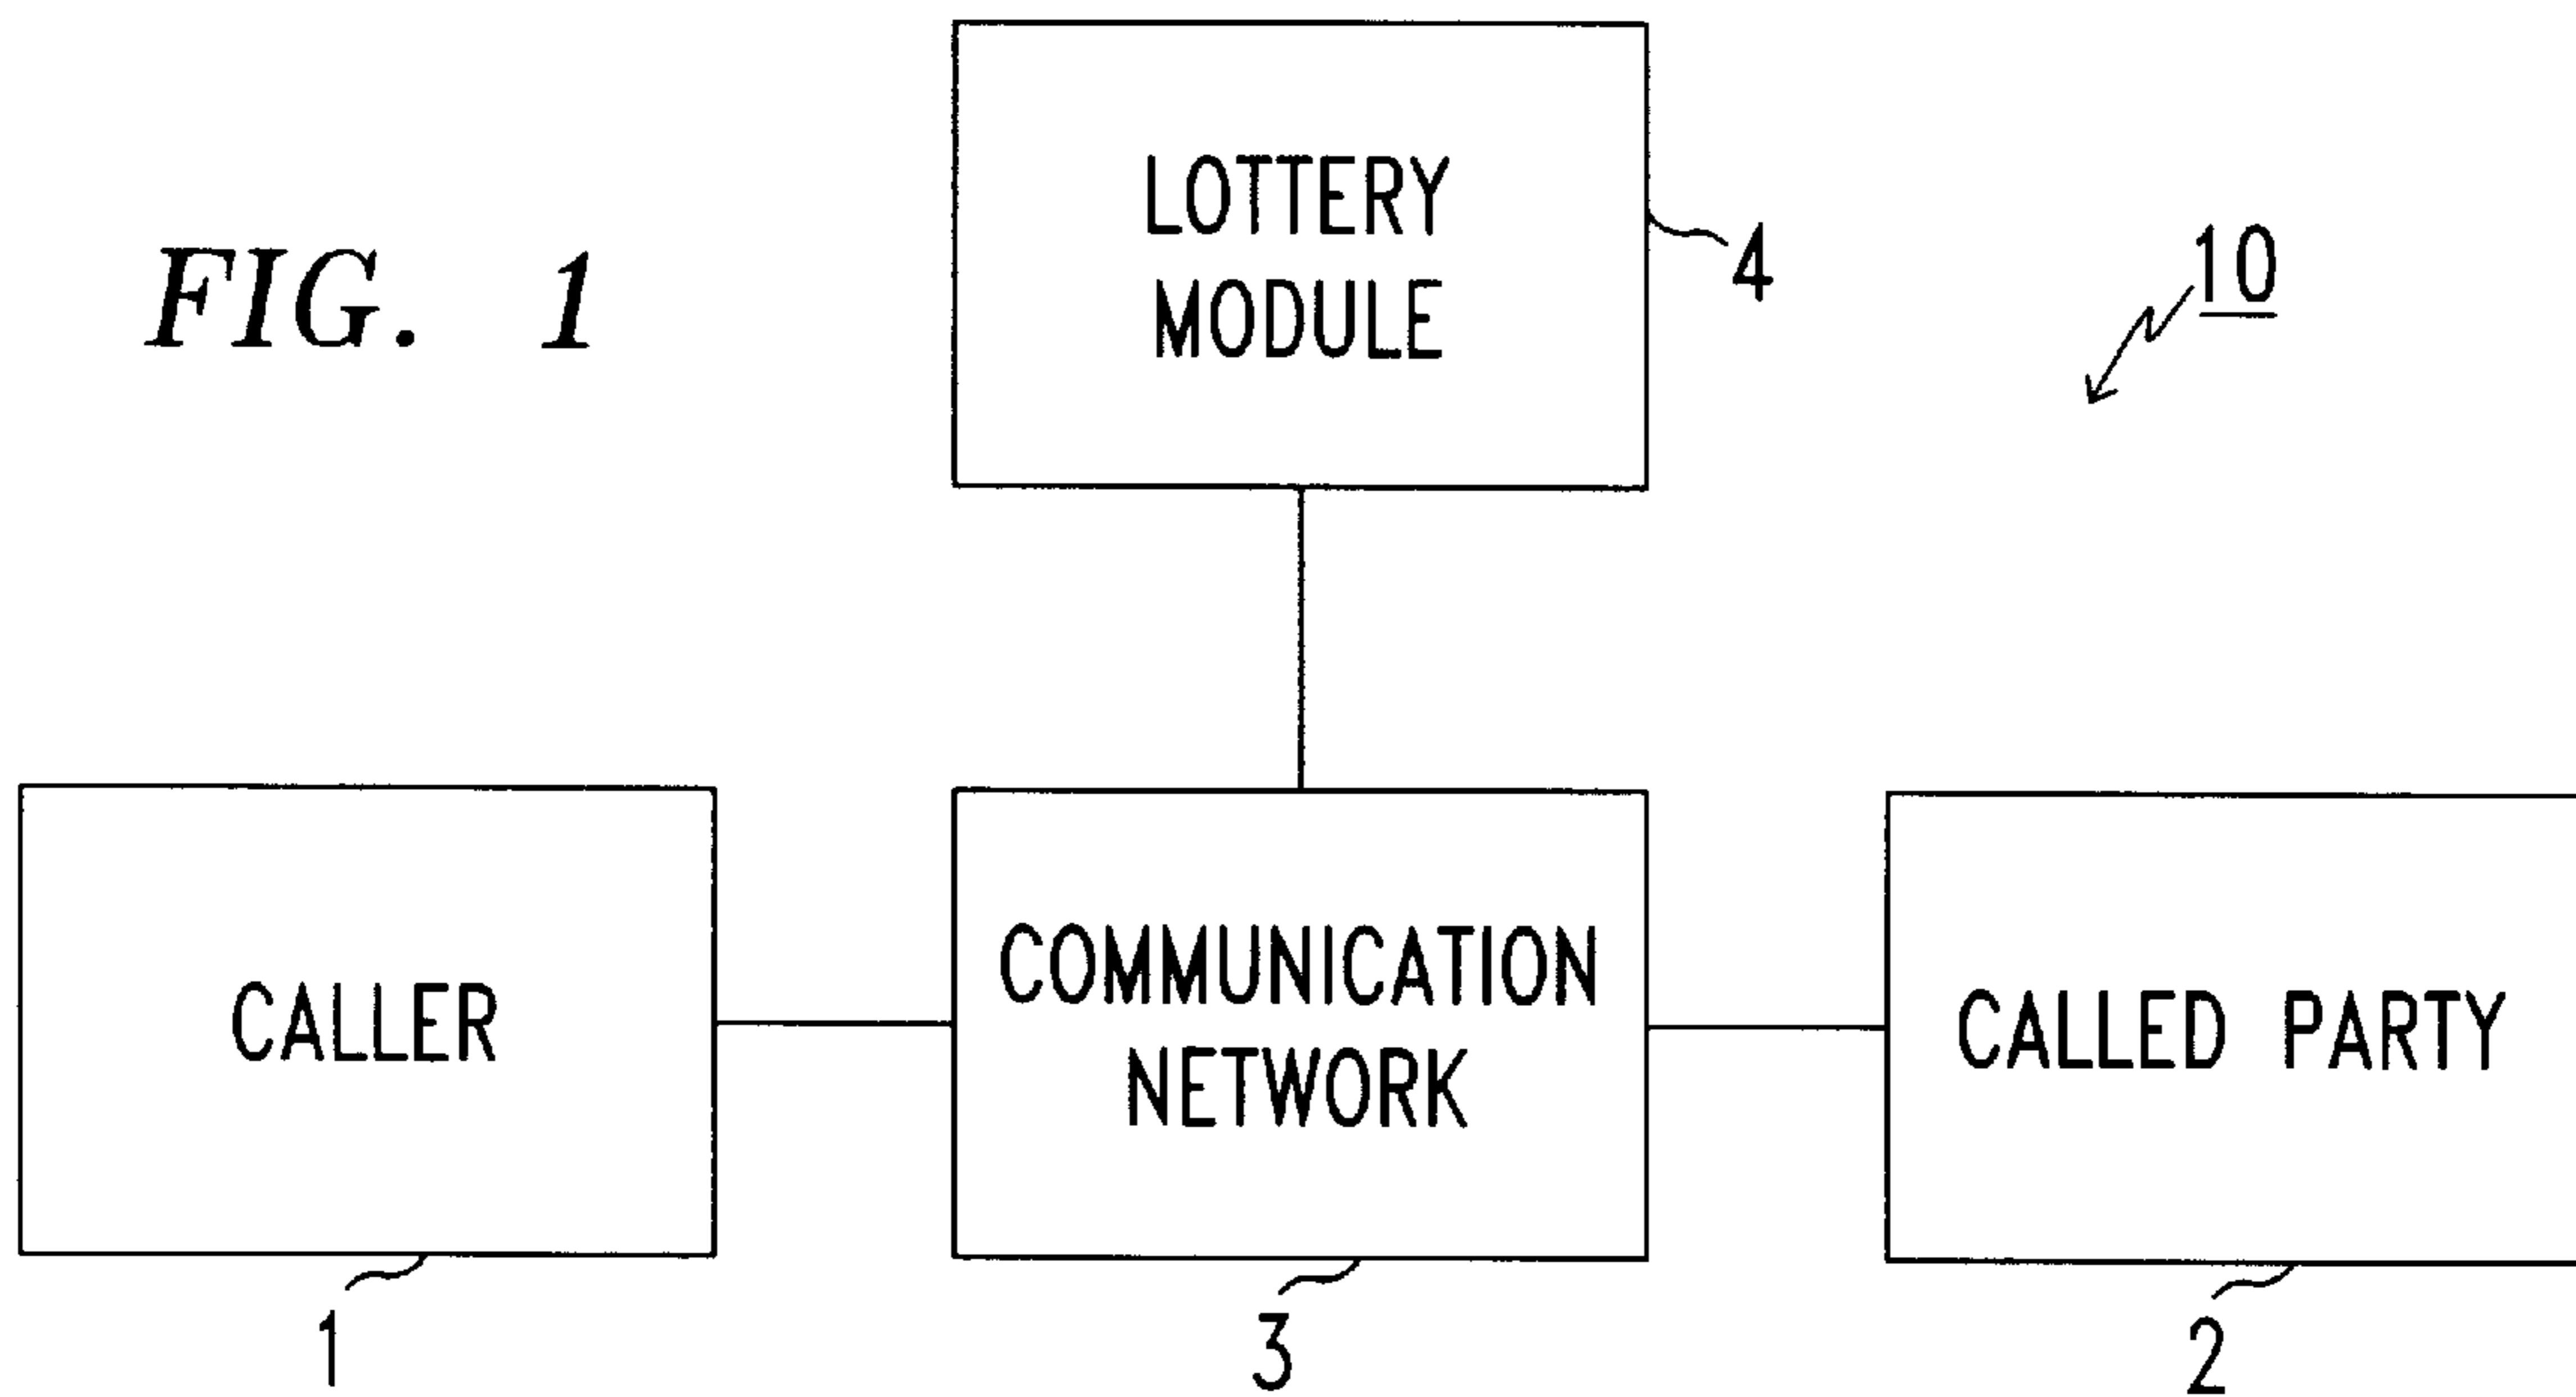 FIG. 1
LOTTERY
MODULE
4
10
CALLER
COMMUNICATION
NETWORK
CALLED PARTY
1
3
2